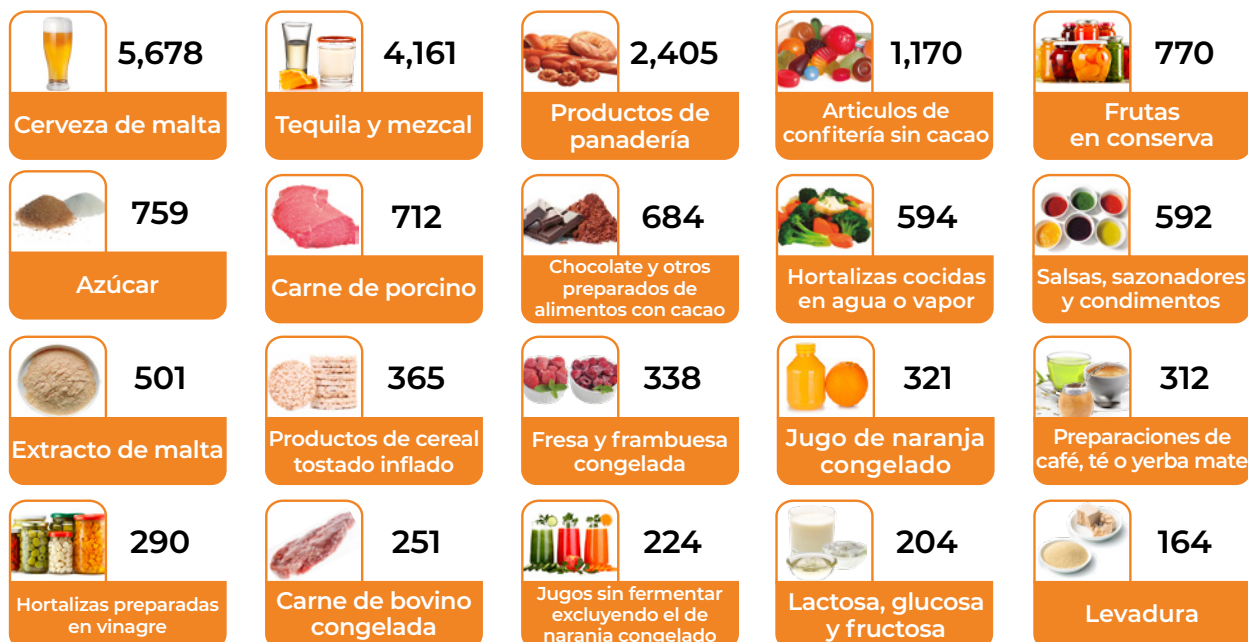 5,678
Cerveza de malta
4,161
Tequila y mezcal
2,405
Productos de
panadería
1,170
Articulos de
confitería sin cacao
770
Frutas
en conserva
759
Azúcar
712
Carne de porcino
684
Chocolate y otros
preparados de
alimentos con cacao
594
Hortalizas cocidas
en agua o vapor
592
Salsas, sazonadores
y condimentos
501
Extracto de malta
365
Productos de cereal
tostado inflado
338
Fresa y frambuesa
congelada
321
Jugo de naranja
congelado
312
Preparaciones de
café, té o yerba mate
290
Hortalizas preparadas
en vinagre
251
Carne de bovino
congelada
224
Jugos sin fermentar
excluyendo el de
naranja congelado
204
Lactosa, glucosa
y fructosa
164
Levadura